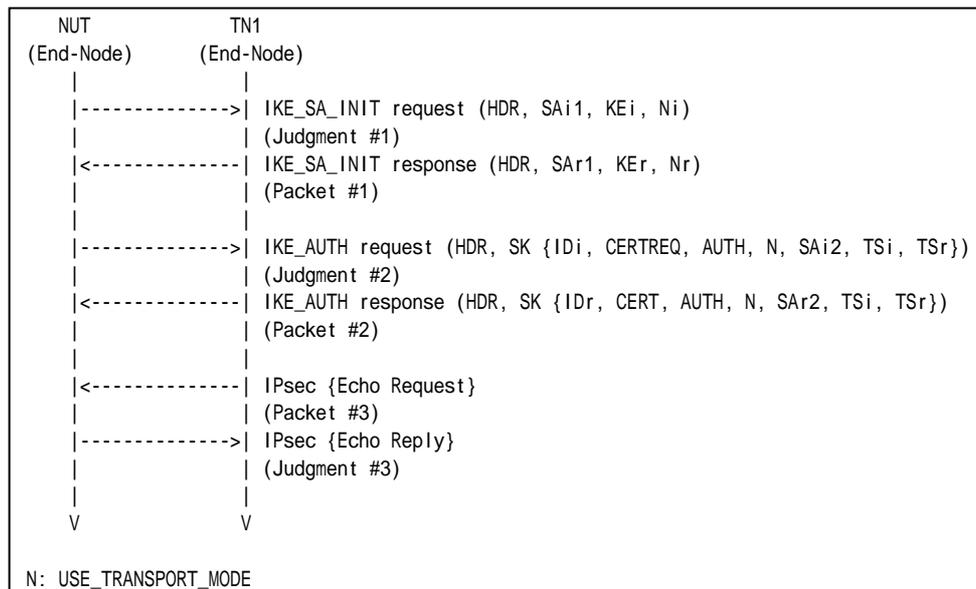 NUT TN1
(End-Node) (End-Node)
| |
|-------------->| IKE_SA_INIT request (HDR, SAi1, KEi, Ni)
| | (Judgment #1)
|<--------------| IKE_SA_INIT response (HDR, SAr1, KEr, Nr)
| | (Packet #1)
| |
|-------------->| IKE_AUTH request (HDR, SK {IDi, CERTREQ, AUTH, N, SAi2, TSi, TSr})
| | (Judgment #2)
|<--------------| IKE_AUTH response (HDR, SK {IDr, CERT, AUTH, N, SAr2, TSi, TSr})
| | (Packet #2)
| |
|<--------------| IPsec {Echo Request}
| | (Packet #3)
|-------------->| IPsec {Echo Reply}
| | (Judgment #3)
| |
V V
N: USE_TRANSPORT_MODE